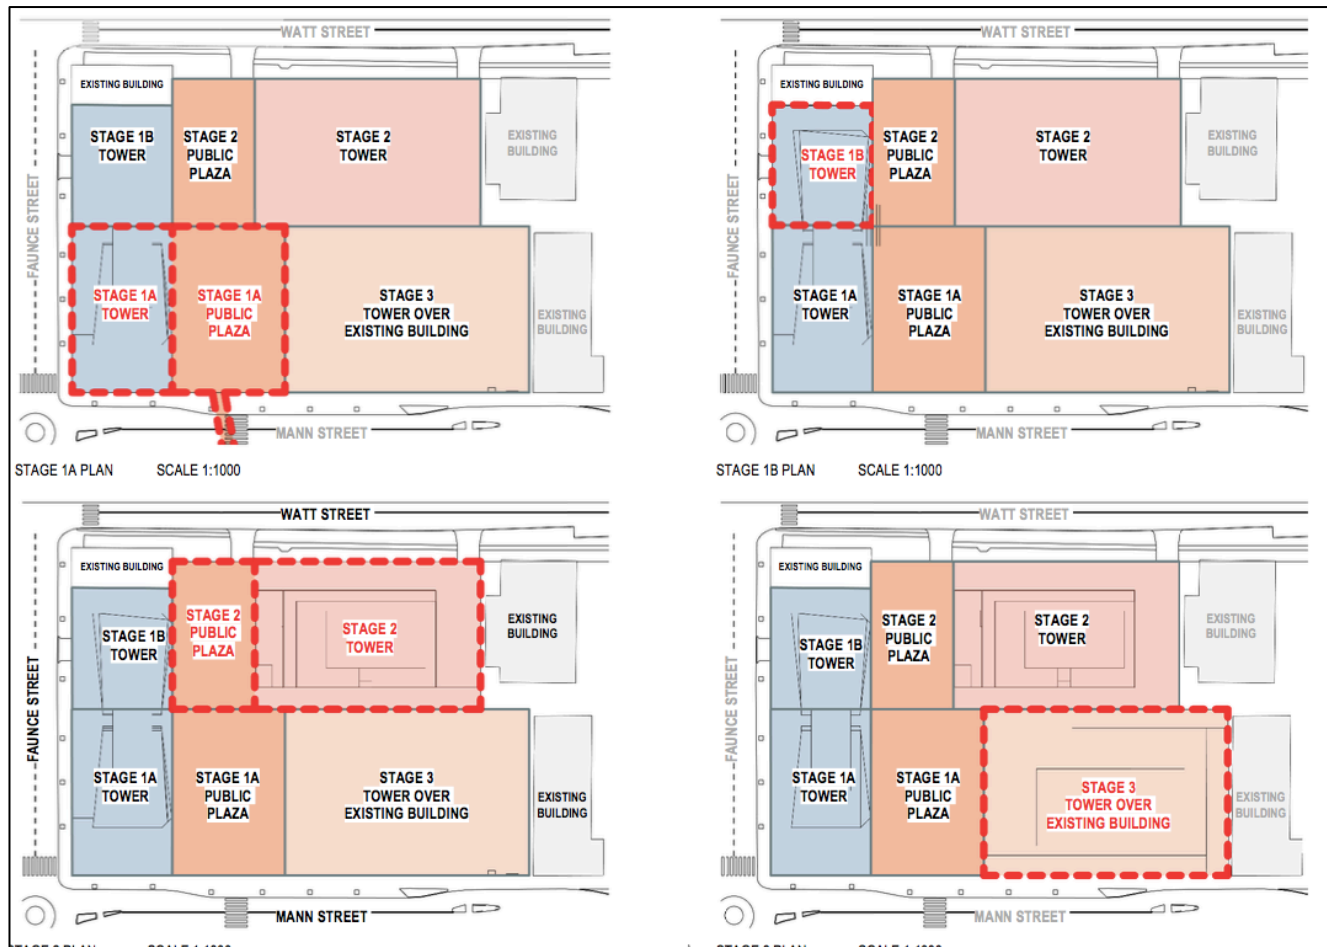 WATT STREET
EXISTING BUILDING
STAGE 1B
TOWER
STAGE 2
PUBLIC
PLAZA
STAGE 2
TOWER
EXISTING
BUILDING
FAUNCE STREET
STAGE 1A
TOWER
STAGE 1A
PUBLIC
PLAZA
STAGE 3
TOWER OVER
EXISTING BUILDING
EXISTING
BUILDING
MANN STREET
STAGE 1A PLAN SCALE 1:1000
WATT STREET
EXISTING BUILDING
STAGE 1B
TOWER
STAGE 2
PUBLIC
PLAZA
STAGE 2
TOWER
EXISTING
BUILDING
FAUNCE STREET
STAGE 1A
TOWER
STAGE 1A
PUBLIC
PLAZA
STAGE 3
TOWER OVER
EXISTING BUILDING
EXISTING
BUILDING
MANN STREET
STAGE 1B PLAN SCALE 1:1000
WATT STREET
EXISTING BUILDING
STAGE 1B
TOWER
STAGE 2
PUBLIC
PLAZA
STAGE 2
TOWER
EXISTING
BUILDING
FAUNCE STREET
STAGE 1A
TOWER
STAGE 1A
PUBLIC
PLAZA
STAGE 3
TOWER OVER
EXISTING BUILDING
EXISTING
BUILDING
MANN STREET
WATT STREET
EXISTING BUILDING
STAGE 1B
TOWER
STAGE 2
PUBLIC
PLAZA
STAGE 2
TOWER
EXISTING
BUILDING
FAUNCE STREET
STAGE 1A
TOWER
STAGE 1A
PUBLIC
PLAZA
STAGE 3
TOWER OVER
EXISTING BUILDING
EXISTING
BUILDING
MANN STREET